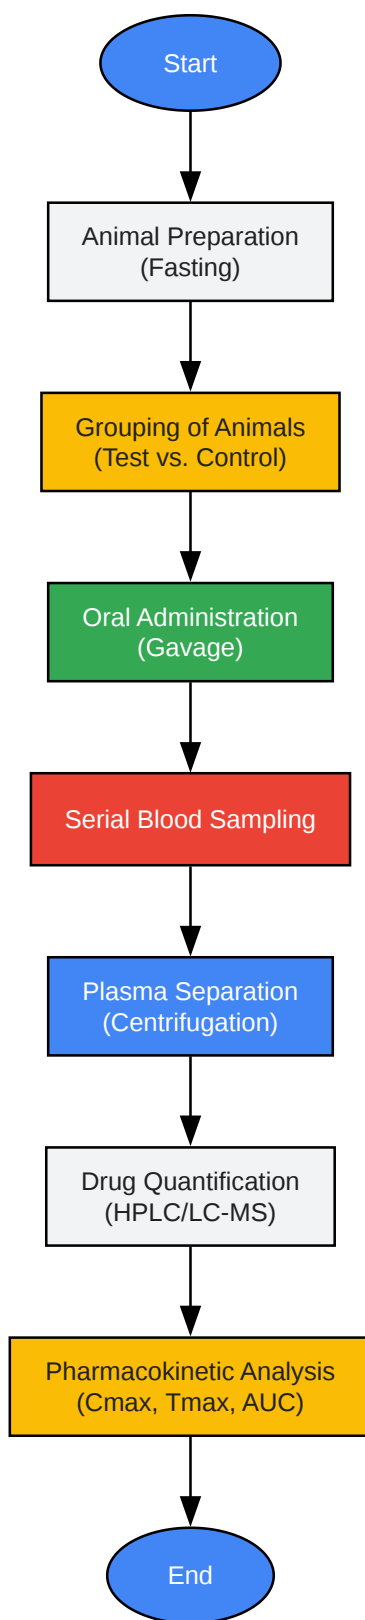 Start
Animal Preparation
(Fasting)
Grouping of Animals
(Test vs. Control)
Oral Administration
(Gavage)
Serial Blood Sampling
Plasma Separation
(Centrifugation)
Drug Quantification
(HPLC/LC-MS)
Pharmacokinetic Analysis
(Cmax, Tmax, AUC)
End